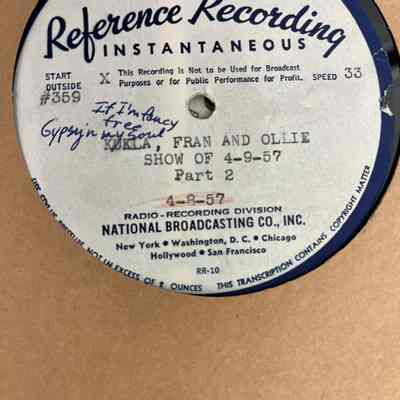 Reference Recording
INSTANTANEOUS
START OUTSIDE X This Recording is Not to be Used for Broadcast Purposes or for Public Performance for Profit. SPEED 33
#359
If I'm fancy free
Gypsy in my Soul
KUKLA, FRAN AND OLLIE
SHOW OF 4-9-57
Part 2
4-8-57
RADIO-RECORDING DIVISION
NATIONAL BROADCASTING CO., INC.
New York • Washington, D. C. • Chicago
Hollywood • San Francisco
RR-10
NOT IN EXCESS OF 2 OUNCES
THIS TRANSCRIPTION CONTAINS COPYRIGHT MATTER